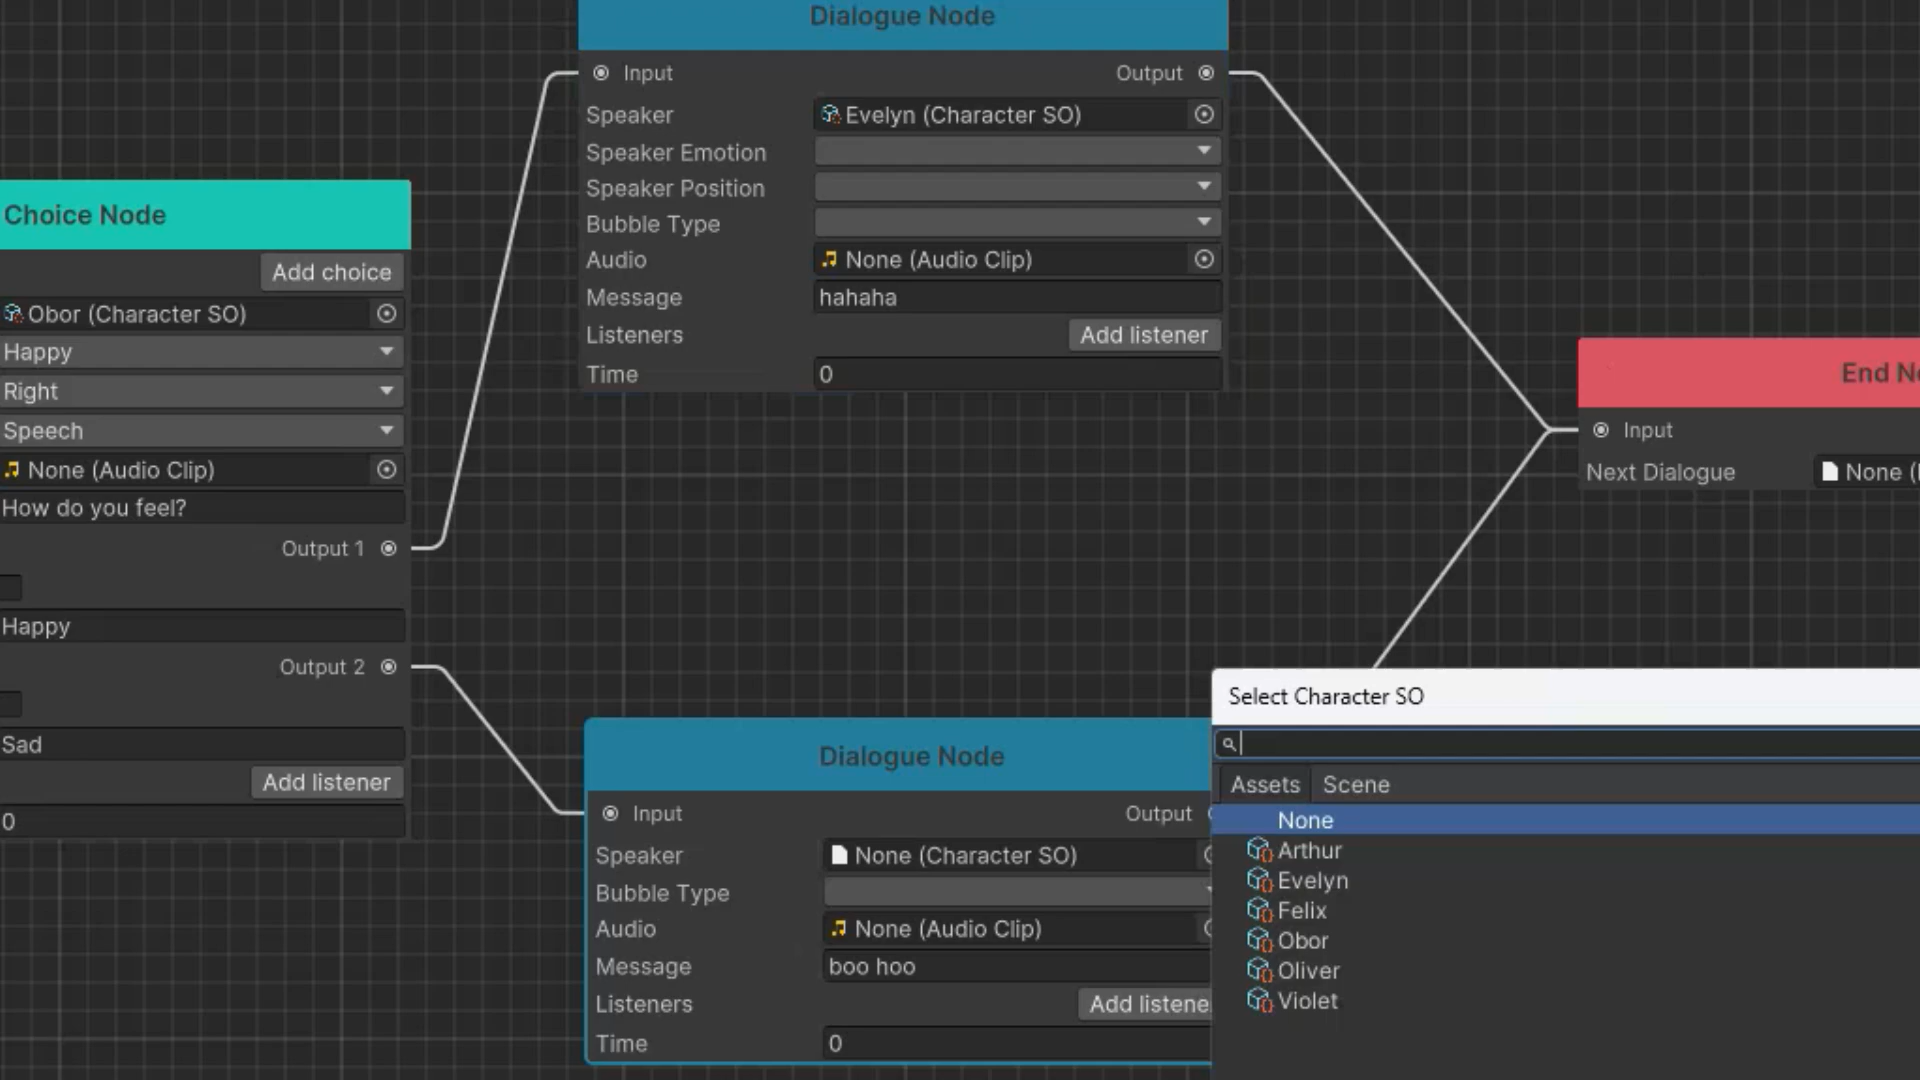 Dialogue Node
Input
Output
Speaker
Evelyn (Character SO)
Speaker Emotion
Speaker Position
Bubble Type
Audio
None (Audio Clip)
Message
hahaha
Listeners
Add listener
Time
0
Choice Node
Add choice
Obor (Character SO)
Happy
Right
Speech
None (Audio Clip)
How do you feel?
Output 1
Happy
Output 2
Sad
Add listener
0
End
Input
Next Dialogue
None (
Dialogue Node
Input
Output
Speaker
None (Character SO)
Bubble Type
Audio
None (Audio Clip)
Message
boo hoo
Listeners
Add listene
Time
0
Select Character SO
Assets
Scene
None
Arthur
Evelyn
Felix
Obor
Oliver
Violet